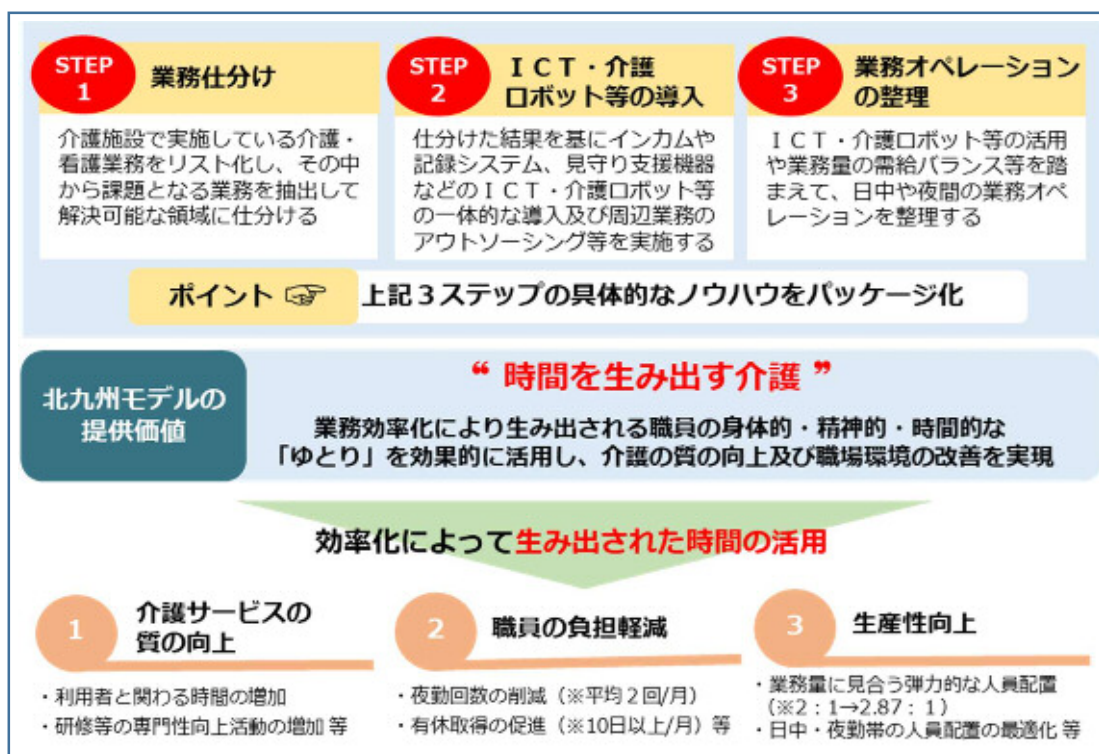 STEP
1
業務仕分け
介護施設で実施している介護・
看護業務をリスト化し、その中
から課題となる業務を抽出して
解決可能な領域に仕分ける
STEP
2
ＩＣＴ・介護
ロボット等の導入
仕分けた結果を基にインカムや
記録システム、見守り支援機器
などのＩＣＴ・介護ロボット等
の一体的な導入及び周辺業務の
アウトソーシング等を実施する
STEP
3
業務オペレーション
の整理
ＩＣＴ・介護ロボット等の活用
や業務量の需給バランス等を踏
まえて、日中や夜間の業務オペ
レーションを整理する
ポイント ☞ 上記３ステップの具体的なノウハウをパッケージ化
北九州モデルの
提供価値
“ 時間を生み出す介護 ”
業務効率化により生み出される職員の身体的・精神的・時間的な
「ゆとり」を効果的に活用し、介護の質の向上及び職場環境の改善を実現
効率化によって生み出された時間の活用
1
介護サービスの
質の向上
・利用者と関わる時間の増加
・研修等の専門性向上活動の増加 等
2
職員の負担軽減
・夜勤回数の削減（※平均２回/月）
・有休取得の促進（※10日以上/月）等
3
生産性向上
・業務量に見合う弾力的な人員配置
（※2：1→2.87：1）
・日中・夜勤帯の人員配置の最適化 等